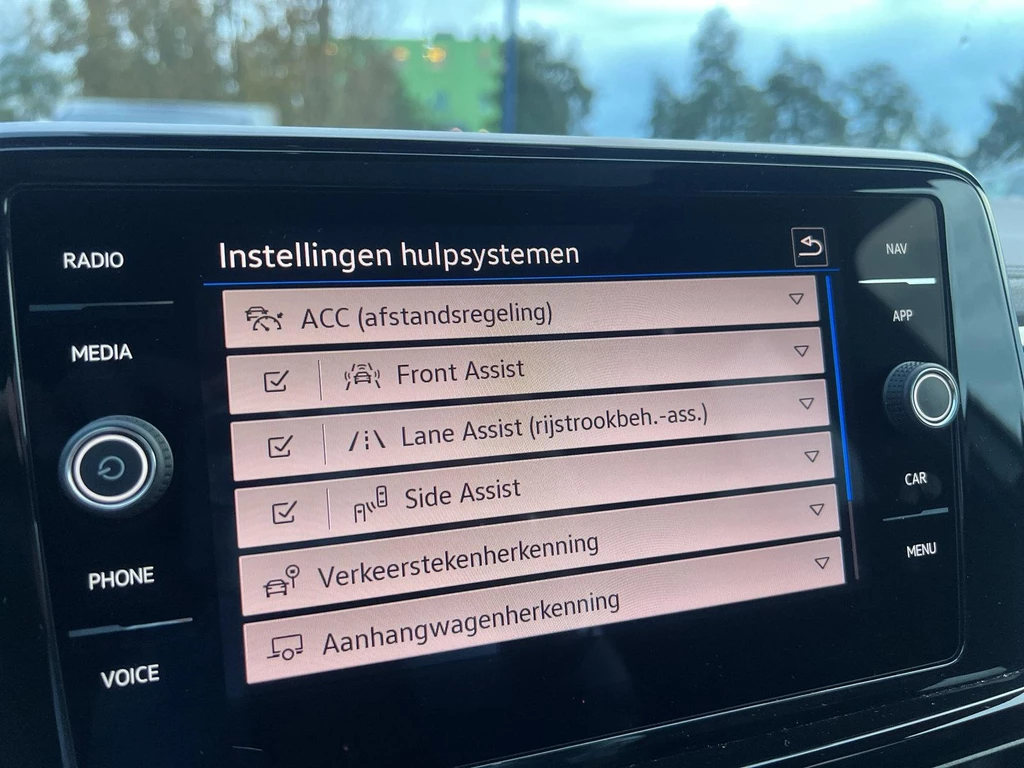 RADIO
MEDIA
PHONE
VOICE
Instellingen hulpsystemen
ACC (afstandsregeling)
Front Assist
Lane Assist (rijstrookbeh.-ass.)
Side Assist
Verkeerstekenherkenning
Aanhangwagenherkenning
NAV
APP
CAR
MENU